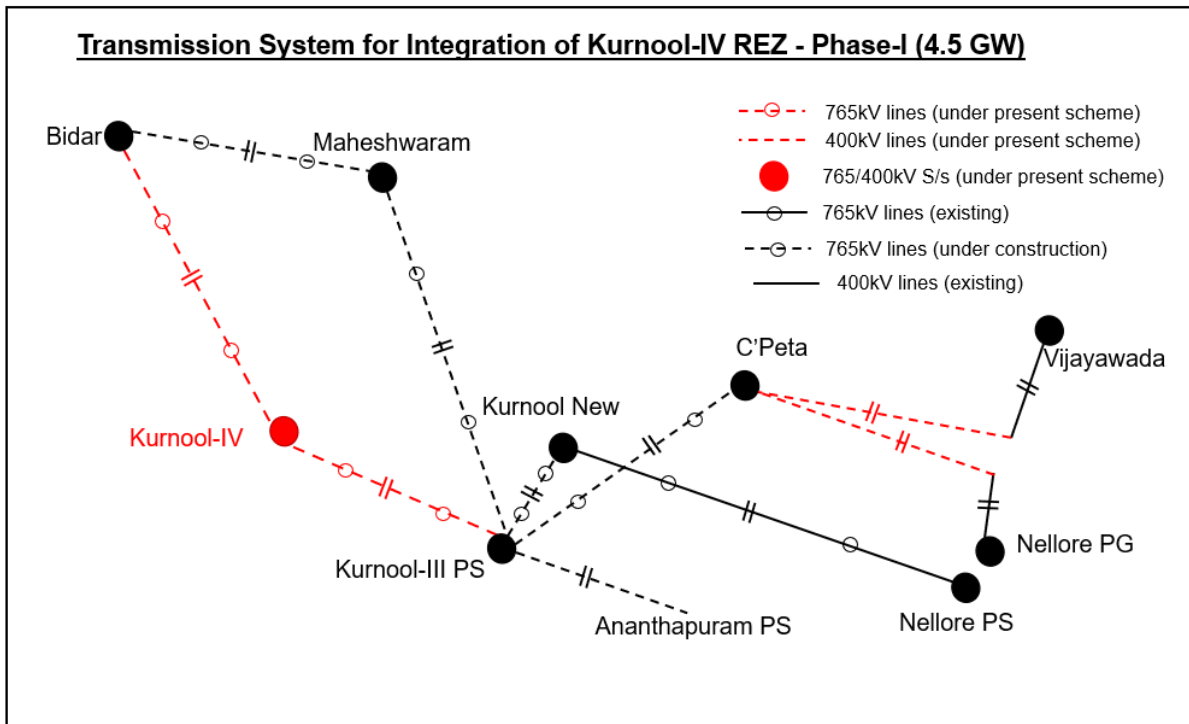 Transmission System for Integration of Kurnool-IV REZ - Phase-I (4.5 GW)
Bidar
Maheshwaram
765kV lines (under present scheme)
400kV lines (under present scheme)
765/400kV S/s (under present scheme)
765kV lines (existing)
765kV lines (under construction)
400kV lines (existing)
C'Peta
Vijayawada
Kurnool New
Kurnool-IV
Kurnool-III PS
Nellore PG
Ananthapuram PS
Nellore PS